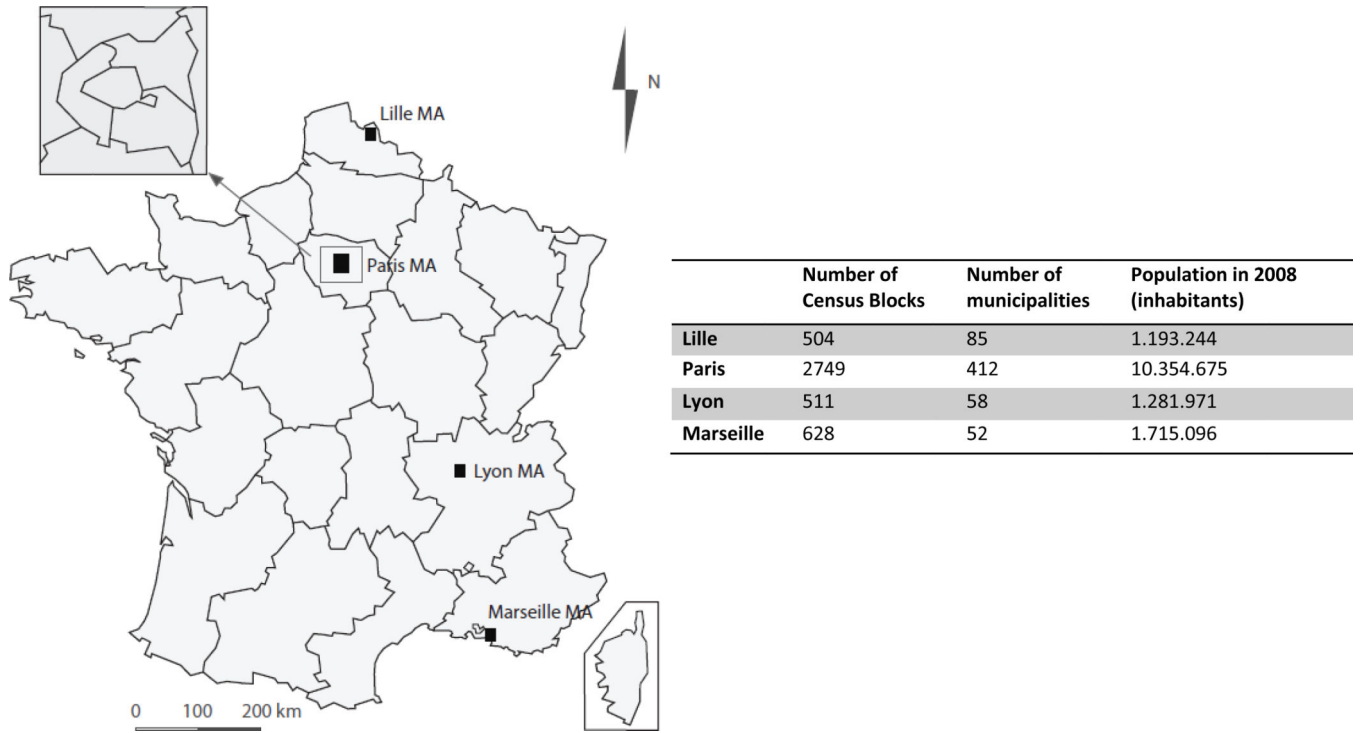 N
Lille MA
Paris MA
Lyon MA
Marseille MA
0 100 200 km
Number of Census Blocks Number of municipalities Population in 2008 (inhabitants)
Lille 504 85 1.193.244
Paris 2749 412 10.354.675
Lyon 511 58 1.281.971
Marseille 628 52 1.715.096